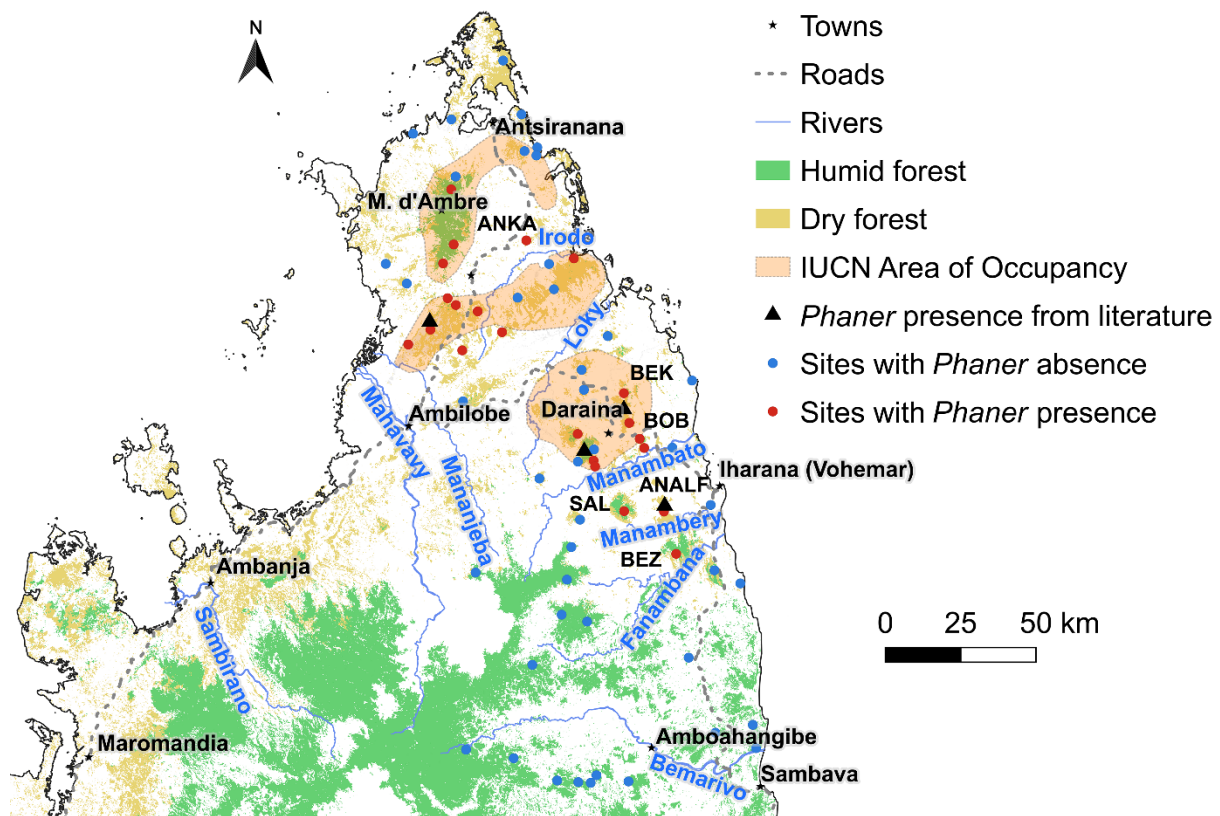 N
Antsiranana
M. d'Ambre
ANKA
Irodo
Loky
BEK
Daraina
BOB
Mahavavy
Ambilobe
Mananjeba
Manambato
Iharana (Vohemar)
SAL
ANALF
Manambery
BEZ
Fanambana
Ambanja
Sambirano
Maromandia
Amboahangibe
Bemarivo
Sambava
Towns
Roads
Rivers
Humid forest
Dry forest
IUCN Area of Occupancy
Phaner presence from literature
Sites with Phaner absence
Sites with Phaner presence
0 25 50 km